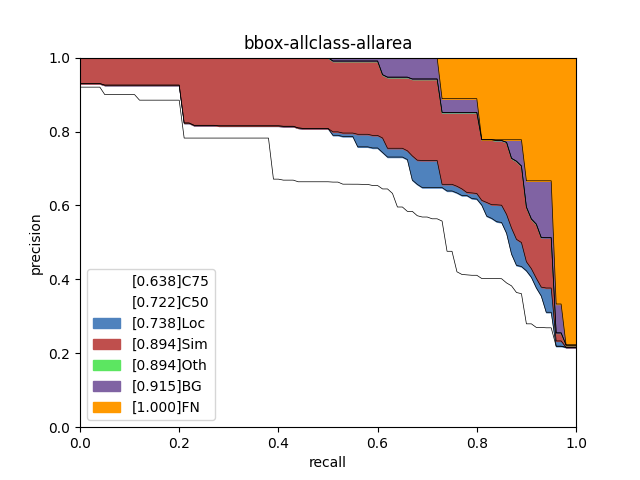 bbox-allclass-allarea
1.0
0.8
0.6
0.4
0.2
0.0
precision
[0.638]C75
[0.722]C50
[0.738]Loc
[0.894]Sim
[0.894]Oth
[0.915]BG
[1.000]FN
0.0 0.2 0.4 0.6 0.8 1.0
recall